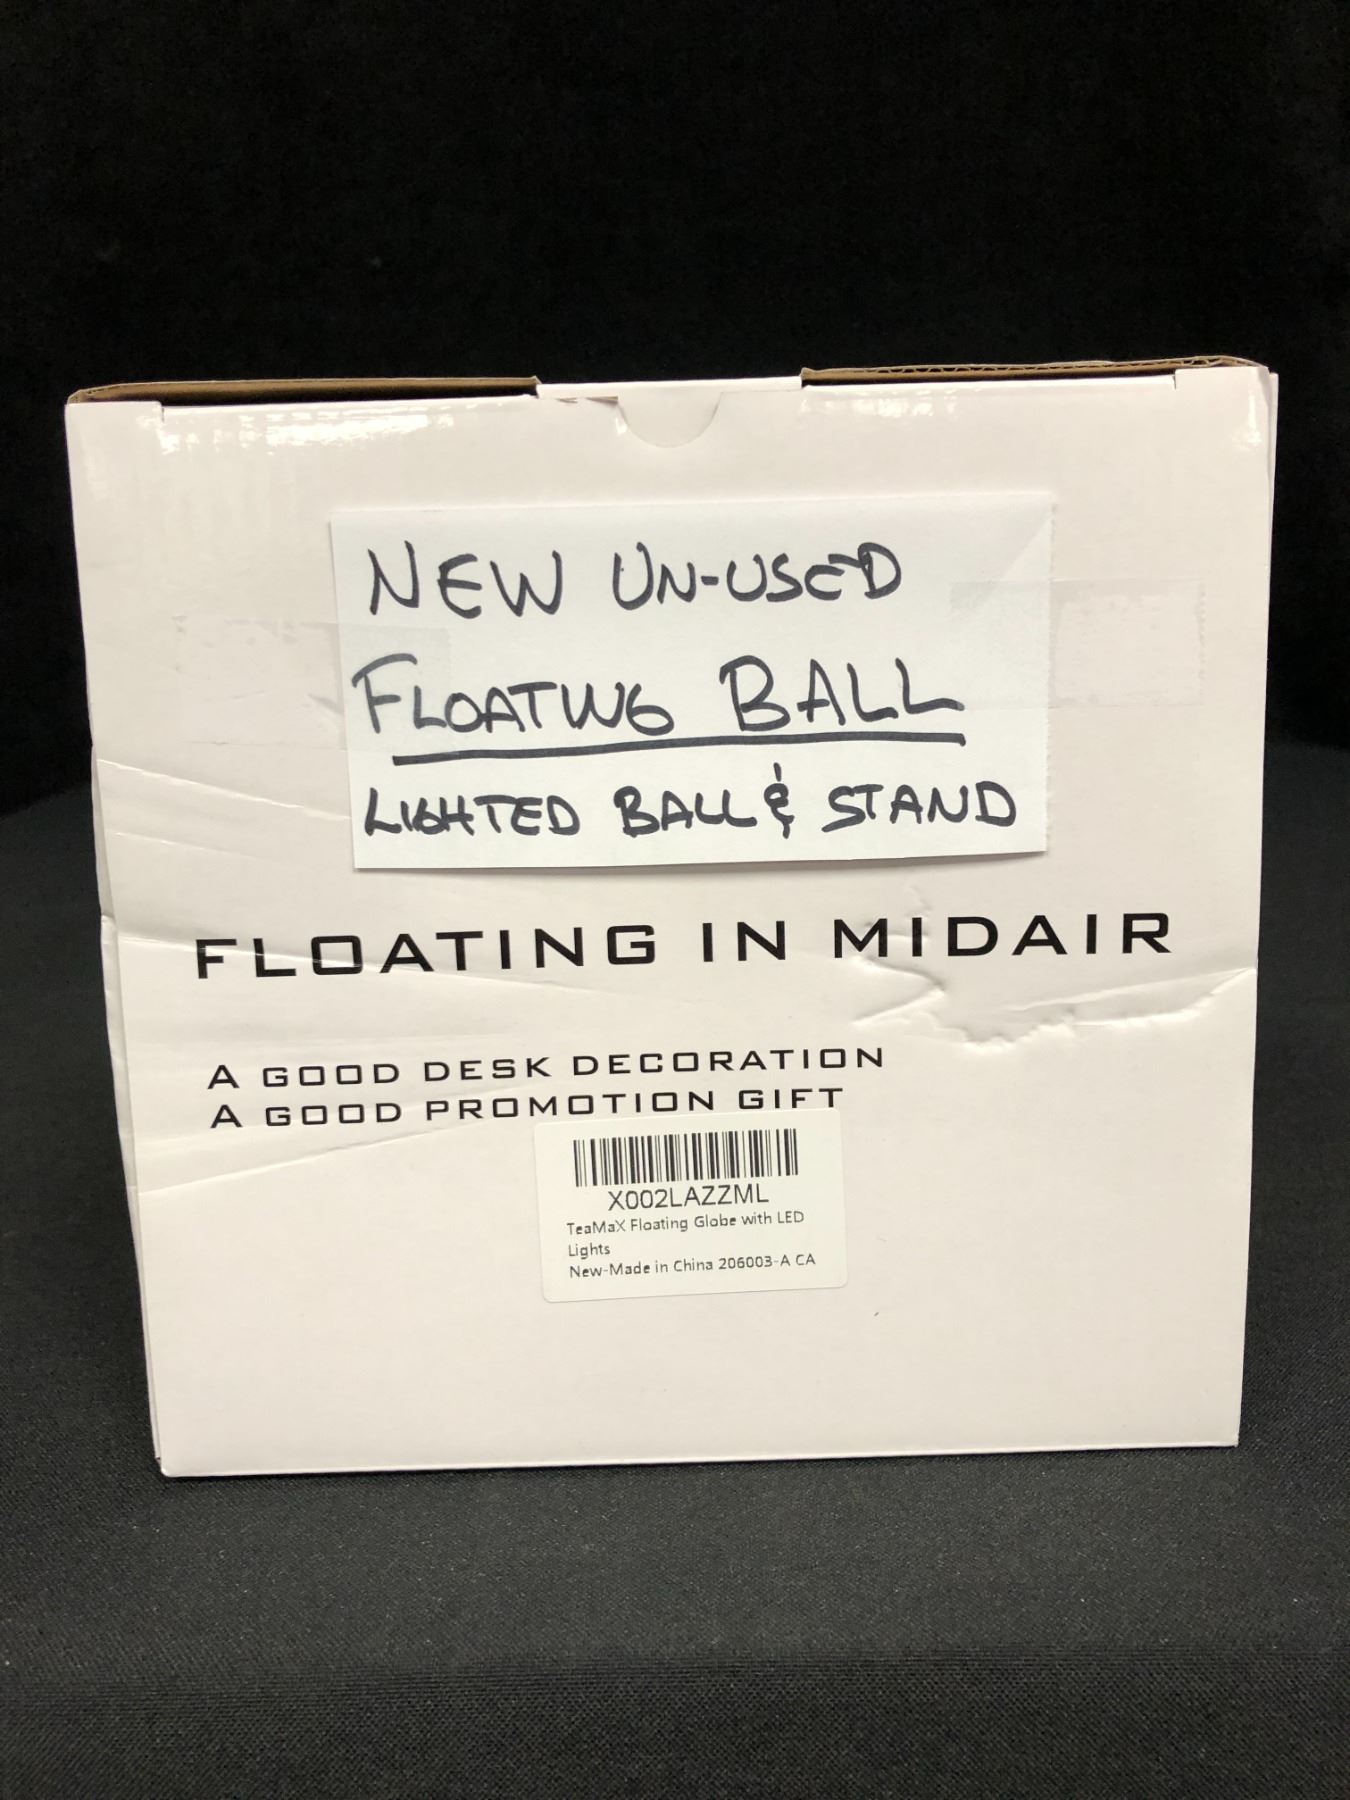 NEW UN-USED
FLOATING BALL
LIGHTED BALL & STAND
FLOATING IN MIDAIR
A GOOD DESK DECORATION
A GOOD PROMOTION GIFT
X002LAZZML
TeaMaX Floating Globe with LED
Lights
New-Made in China 206003-A CA